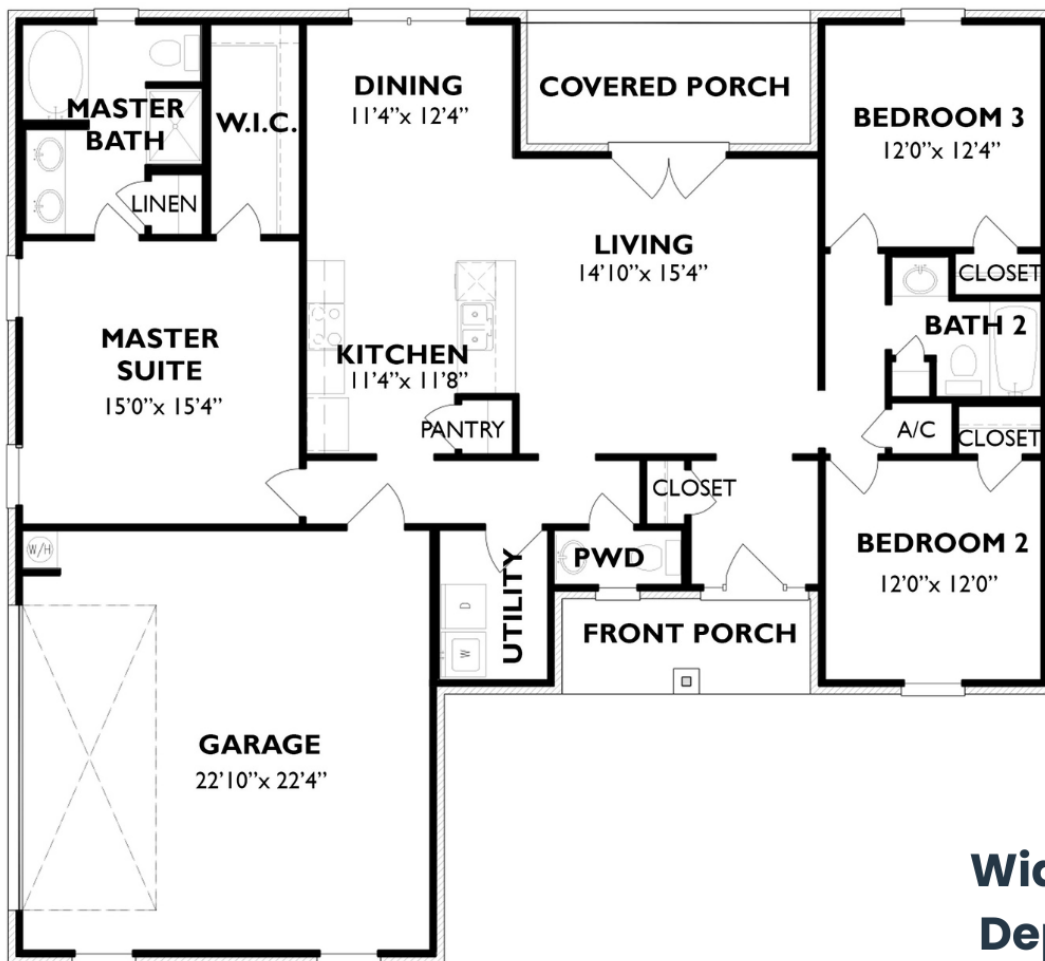 MASTER
BATH
W.I.C.
LINEN
DINING
11'4"x 12'4"
COVERED PORCH
BEDROOM 3
12'0"x 12'4"
LIVING
14'10"x 15'4"
CLOSET
BATH 2
MASTER
SUITE
15'0"x 15'4"
KITCHEN
11'4"x 11'8"
PANTRY
A/C
CLOSET
CLOSET
W/H
PWD
UTILITY
D
W
BEDROOM 2
12'0"x 12'0"
FRONT PORCH
GARAGE
22'10"x 22'4"
Wid
Dep